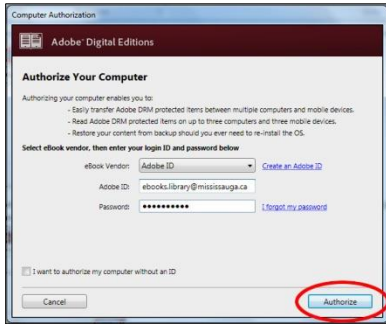 Computer Authorization
Adobe® Digital Editions
Authorize Your Computer
Authorizing your computer enables you to:
- Easily transfer Adobe DRM protected items between multiple computers and mobile devices.
- Read Adobe DRM protected items on up to three computers and three mobile devices.
- Restore your content from backup should you ever need to re-install the OS.
Select eBook vendor, then enter your login ID and password below
eBook Vendor: Adobe ID Create an Adobe ID
Adobe ID: ebooks.library@mississauga.ca
Password: •••••••••• I forgot my password
I want to authorize my computer without an ID
Cancel Authorize